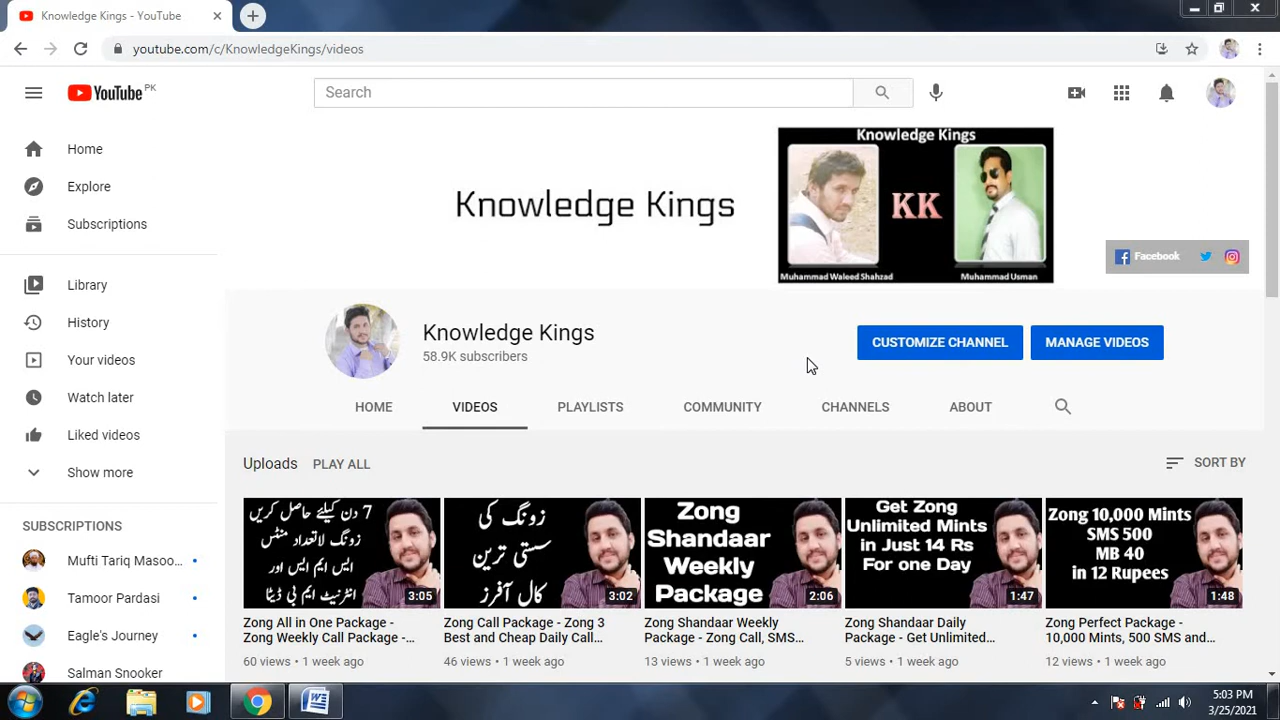 Knowledge Kings - YouTube
youtube.com/c/KnowledgeKings/videos
YouTube PK
Search
Home
Explore
Subscriptions
Library
History
Your videos
Watch later
Liked videos
Show more
SUBSCRIPTIONS
Mufti Tariq Masoo...
Tamoor Pardasi
Eagle's Journey
Salman Snooker
Knowledge Kings
Knowledge Kings
KK
Muhammad Waleed Shahzad
Muhammad Usman
Facebook
Knowledge Kings
58.9K subscribers
CUSTOMIZE CHANNEL
MANAGE VIDEOS
HOME
VIDEOS
PLAYLISTS
COMMUNITY
CHANNELS
ABOUT
Uploads
PLAY ALL
SORT BY
7 دن کیلئے حاصل کریں
زونگ لاتعداد منٹس
ایس ایم ایس اور
انٹرنیٹ ایم بی ڈیٹا
3:05
Zong All in One Package -
Zong Weekly Call Package -...
60 views • 1 week ago
زونگ کی
سستی ترین
کال آفرز
3:02
Zong Call Package - Zong 3
Best and Cheap Daily Call...
46 views • 1 week ago
Zong
Shandaar
Weekly
Package
2:06
Zong Shandaar Weekly
Package - Zong Call, SMS...
13 views • 1 week ago
Get Zong
Unlimited Mints
in Just 14 Rs
For one Day
1:47
Zong Shandaar Daily
Package - Get Unlimited...
5 views • 1 week ago
Zong 10,000 Mints
SMS 500
MB 40
in 12 Rupees
1:48
Zong Perfect Package -
10,000 Mints, 500 SMS and...
12 views • 1 week ago
5:03 PM
3/25/2021